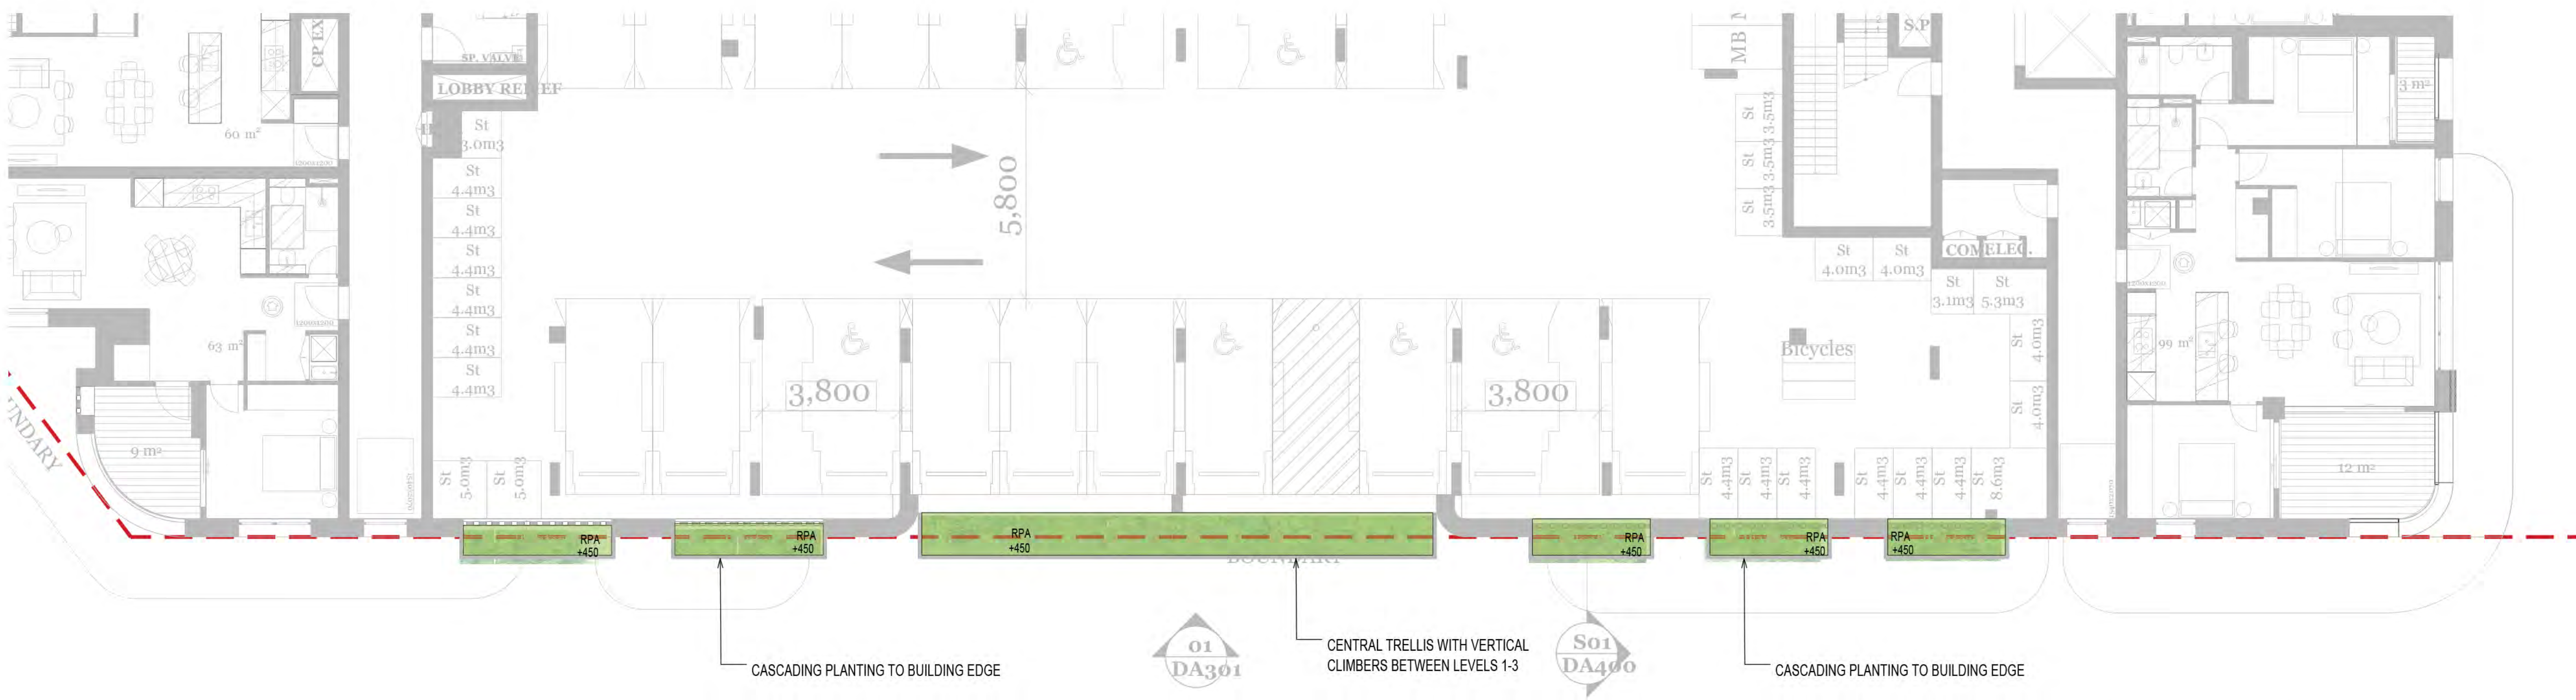 CP EX
60 m²
SP. VALVE
LOBBY RELIEF
St
3.0m3
St
4.4m3
St
4.4m3
St
4.4m3
St
4.4m3
St
4.4m3
St
4.4m3
St
5.0m3
St
5.0m3
63 m²
9 m²
UNDARY
5,800
3,800
3,800
MB
S.P
St
3.5m3
St
3.5m3
St
3.5m3
St
4.0m3
St
4.0m3
COM
ELEC.
St
3.1m3
St
5.3m3
St
4.0m3
St
4.0m3
Bicycles
St
4.4m3
St
4.4m3
St
4.4m3
St
4.4m3
St
4.4m3
St
4.4m3
St
8.6m3
3 m²
99 m²
12 m²
RPA
+450
RPA
+450
RPA
+450
RPA
+450
RPA
+450
RPA
+450
BOUNDARY
01
DA301
S01
DA400
CASCADING PLANTING TO BUILDING EDGE
CENTRAL TRELLIS WITH VERTICAL
CLIMBERS BETWEEN LEVELS 1-3
CASCADING PLANTING TO BUILDING EDGE